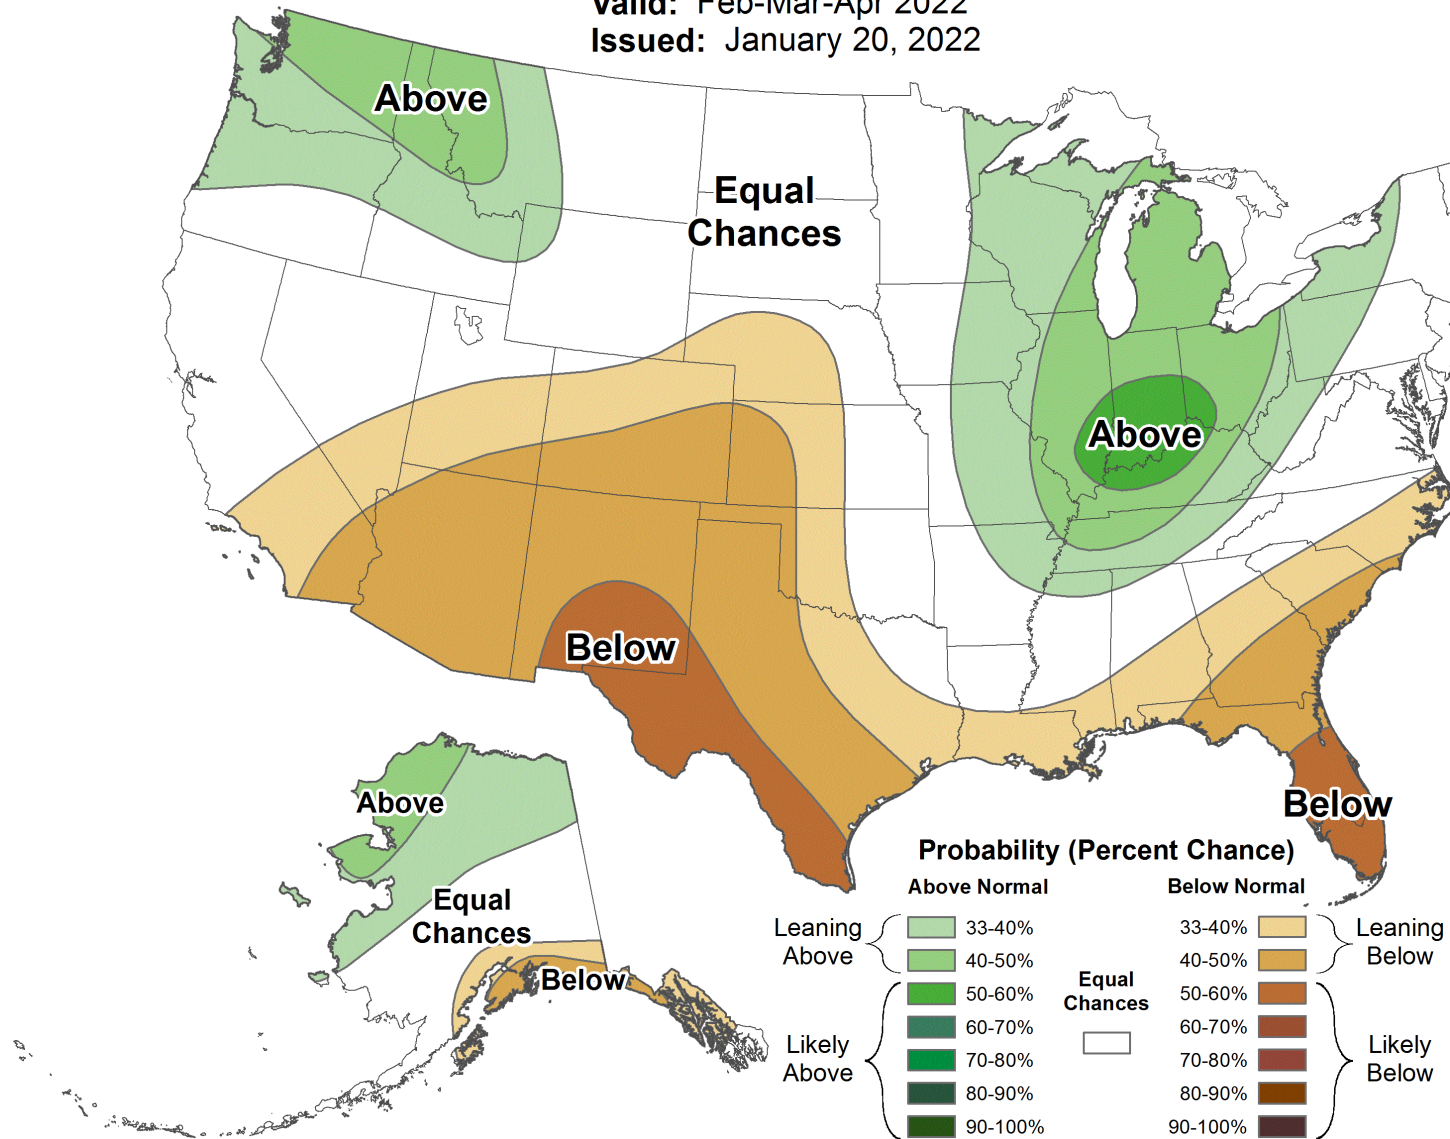 Valid: Feb-Mar-Apr 2022
Issued: January 20, 2022
Above
Equal
Chances
Above
Below
Above
Equal
Chances
Below
Below
Probability (Percent Chance)
Above Normal
Below Normal
Leaning
Above
33-40%
40-50%
Likely
Above
50-60%
60-70%
70-80%
80-90%
90-100%
Equal
Chances
33-40%
40-50%
Leaning
Below
50-60%
60-70%
70-80%
80-90%
90-100%
Likely
Below